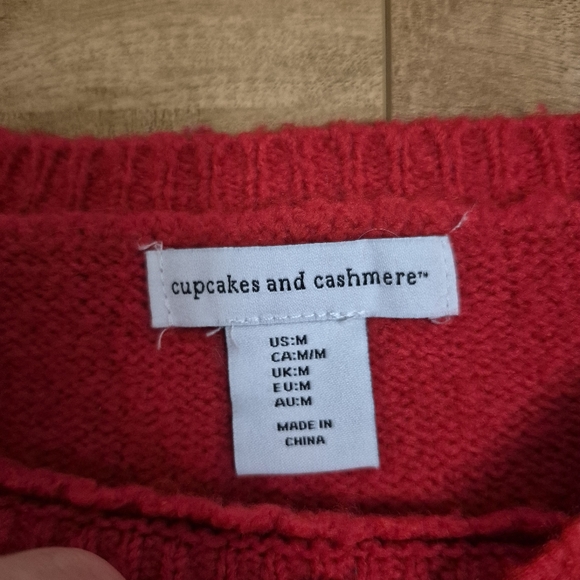 cupcakes and cashmere™
US:M
CA:M/M
UK:M
EU:M
AU:M
MADE IN
CHINA